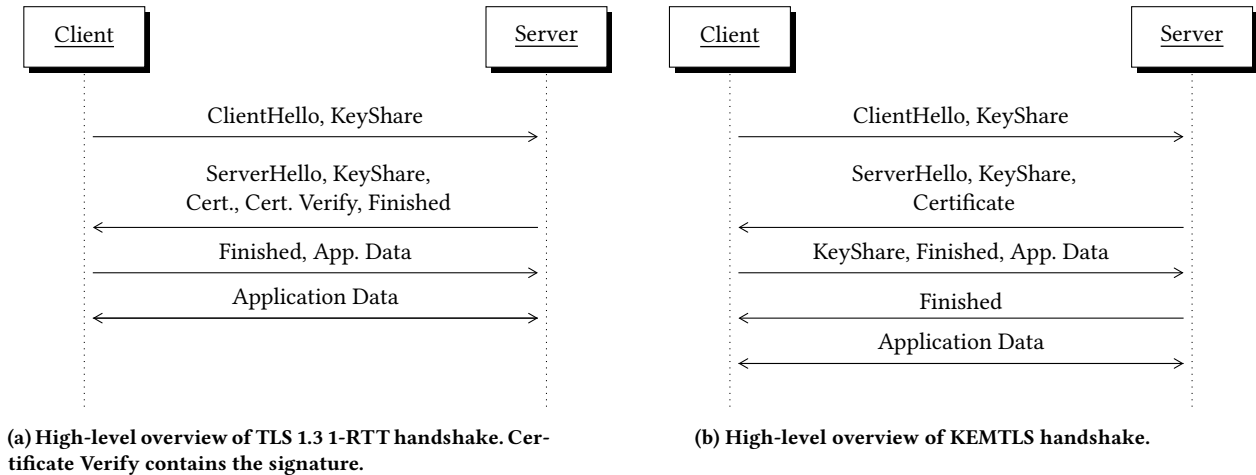 Client
Server
ClientHello, KeyShare
ServerHello, KeyShare,
Cert., Cert. Verify, Finished
Finished, App. Data
Application Data
(a) High-level overview of TLS 1.3 1-RTT handshake. Cer-
tificate Verify contains the signature.
Client
Server
ClientHello, KeyShare
ServerHello, KeyShare,
Certificate
KeyShare, Finished, App. Data
Finished
Application Data
(b) High-level overview of KEMTLS handshake.